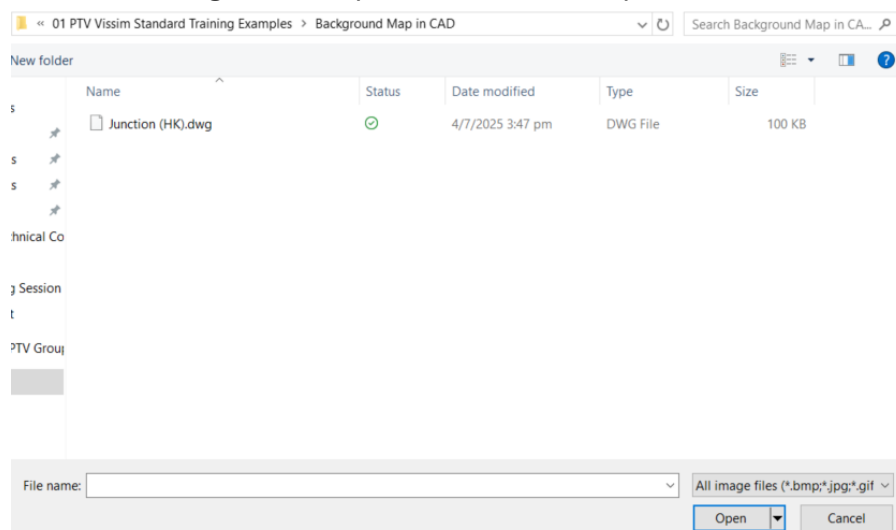 « 01 PTV Vissim Standard Training Examples > Background Map in CAD Search Background Map in CA...
New folder
Name Status Date modified Type Size
s
Junction (HK).dwg 4/7/2025 3:47 pm DWG File 100 KB
s
s
hnical Co
g Session
t
PTV Group
File name: All image files (*.bmp;*.jpg;*.gif
Open Cancel